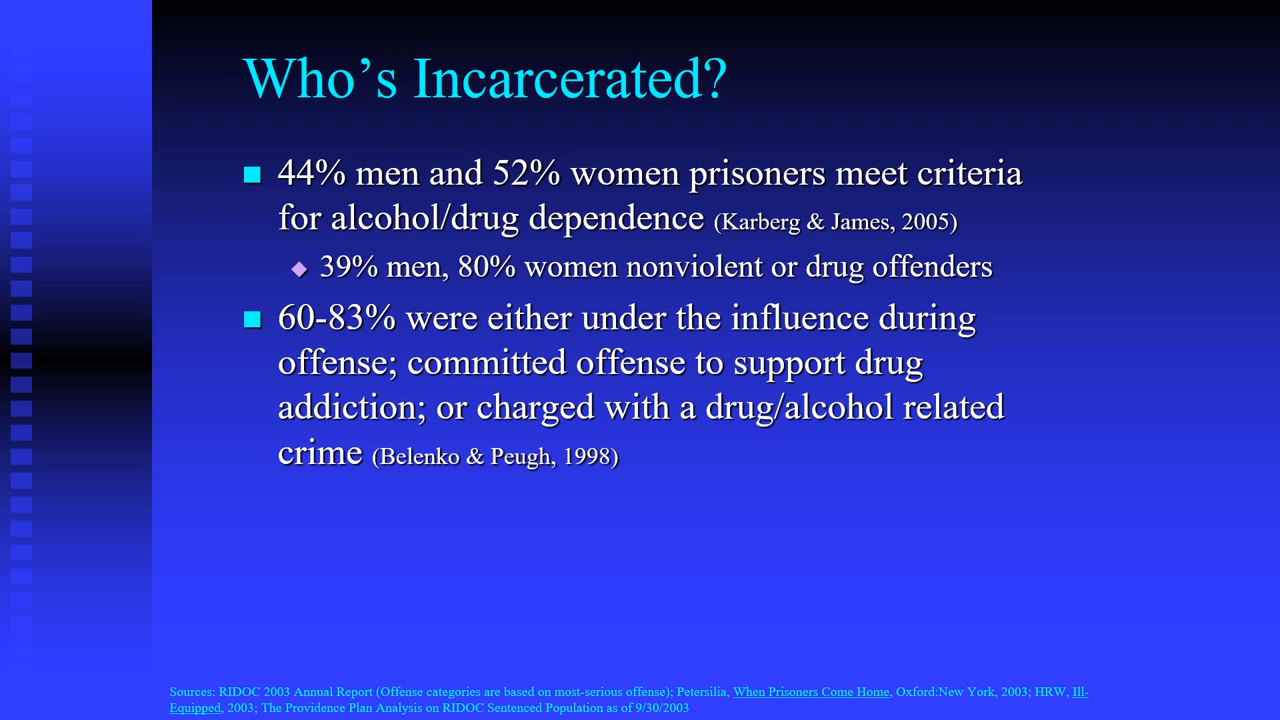 Who’s Incarcerated?
44% men and 52% women prisoners meet criteria
for alcohol/drug dependence (Karberg & James, 2005)
39% men, 80% women nonviolent or drug offenders
60-83% were either under the influence during
offense; committed offense to support drug
addiction; or charged with a drug/alcohol related
crime (Belenko & Peugh, 1998)
Sources: RIDOC 2003 Annual Report (Offense categories are based on most-serious offense); Petersilia, When Prisoners Come Home, Oxford:New York, 2003; HRW, Ill-
Equipped, 2003; The Providence Plan Analysis on RIDOC Sentenced Population as of 9/30/2003